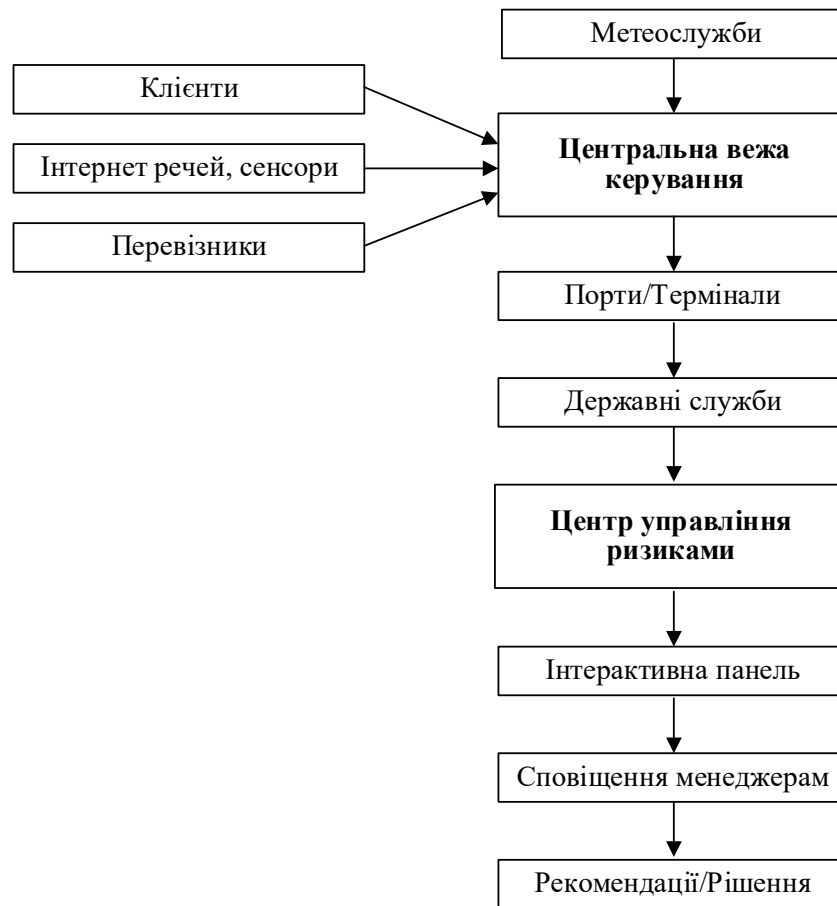 Метеослужби
Клієнти
Інтернет речей, сенсори
Перевізники
Центральна вежа
керування
Порти/Термінали
Державні служби
Центр управління
ризиками
Інтерактивна панель
Сповіщення менеджерам
Рекомендації/Рішення